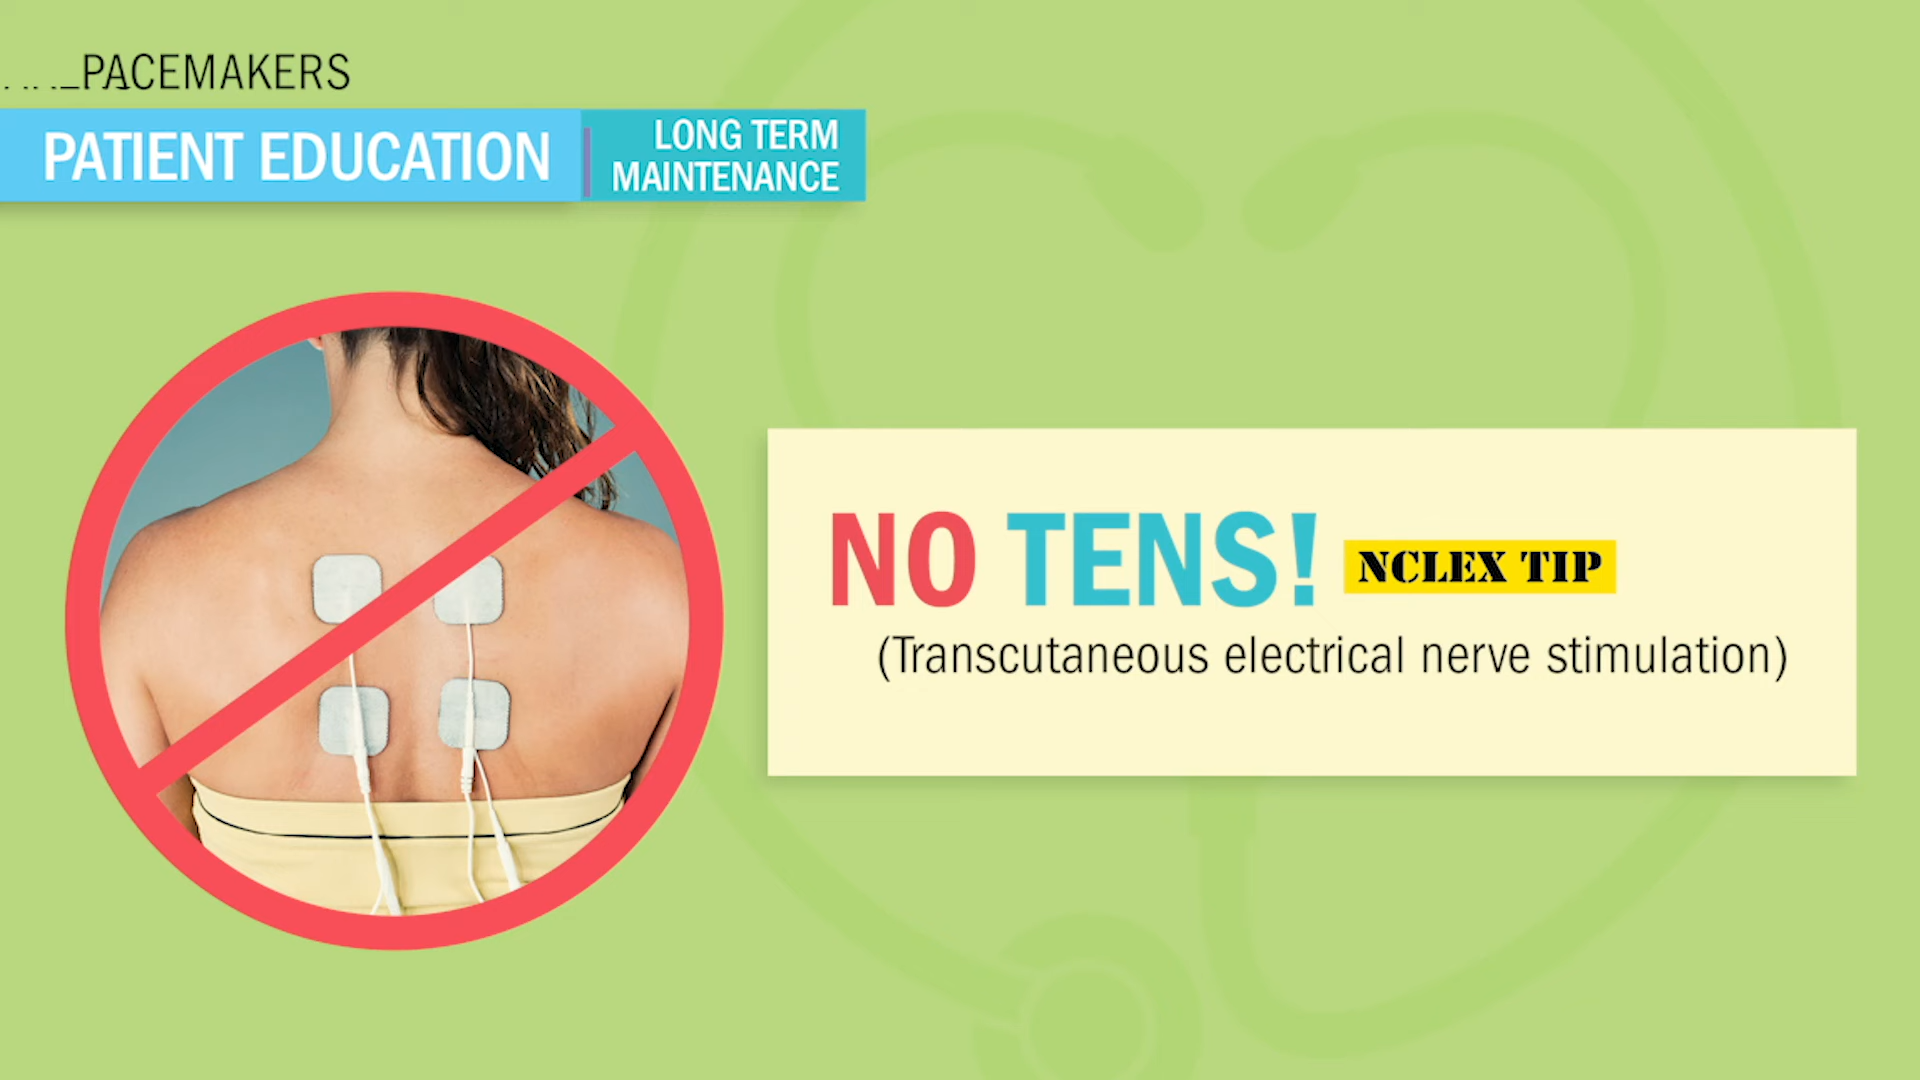 PACEMAKERS
PATIENT EDUCATION
LONG TERM
MAINTENANCE
NO TENS! NCLEX TIP
(Transcutaneous electrical nerve stimulation)